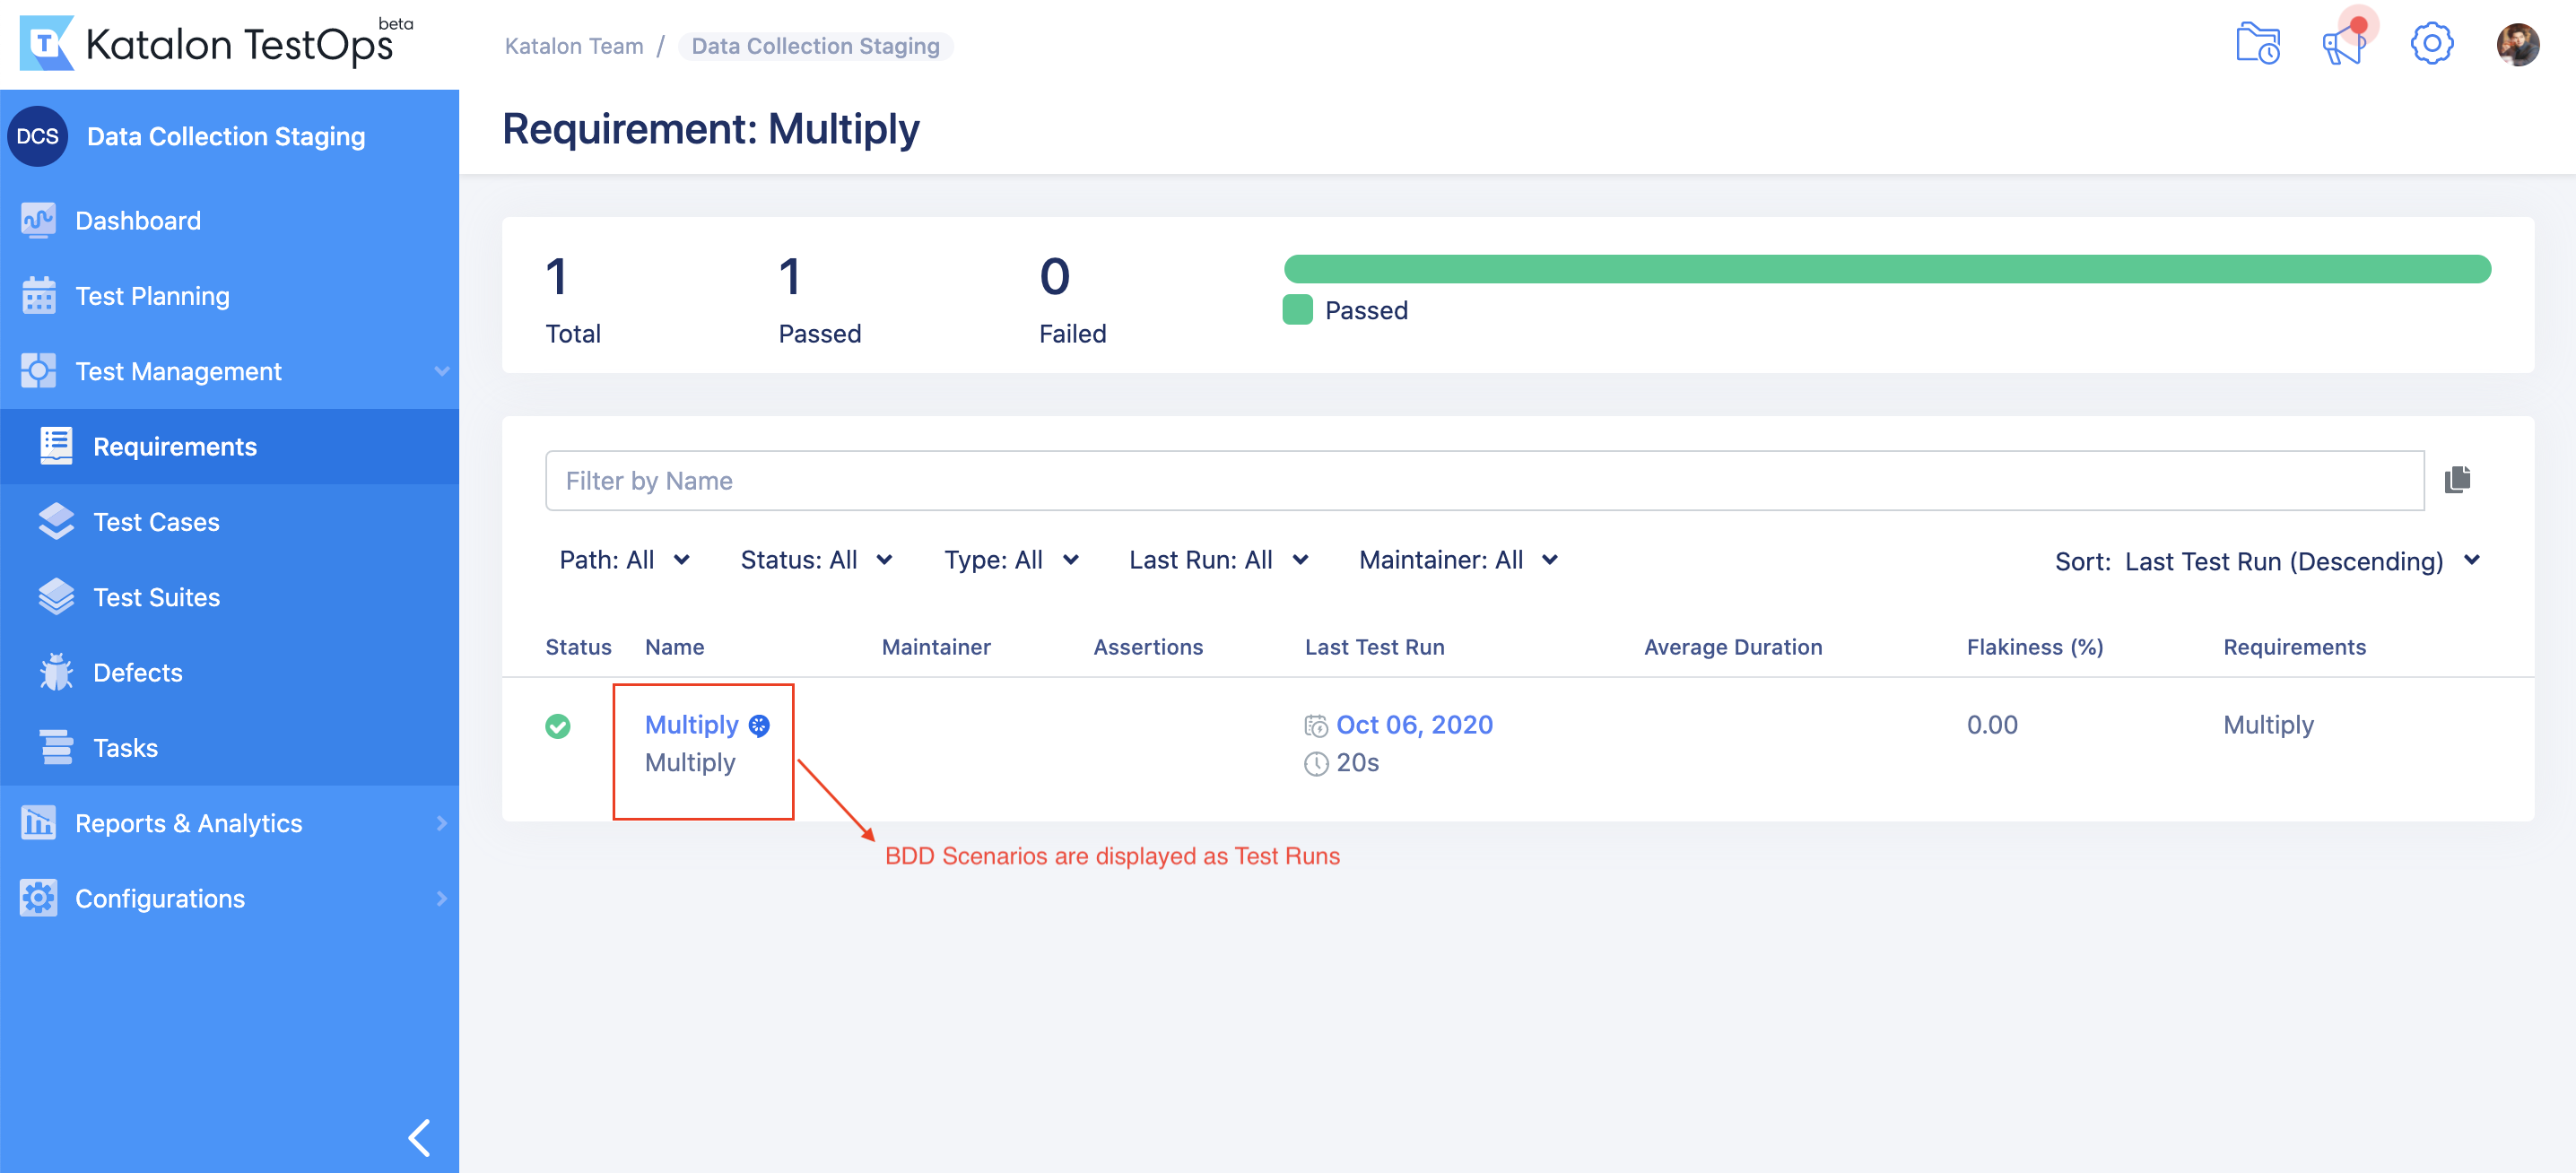 Katalon TestOps beta
Katalon Team / Data Collection Staging
DCS Data Collection Staging
Dashboard
Test Planning
Test Management
Requirements
Test Cases
Test Suites
Defects
Tasks
Reports & Analytics
Configurations
Requirement: Multiply
1 1 0
Total Passed Failed
Passed
Filter by Name
Path: All Status: All Type: All Last Run: All Maintainer: All Sort: Last Test Run (Descending)
Status Name Maintainer Assertions Last Test Run Average Duration Flakiness (%) Requirements
Multiply Oct 06, 2020 0.00 Multiply
Multiply 20s
BDD Scenarios are displayed as Test Runs